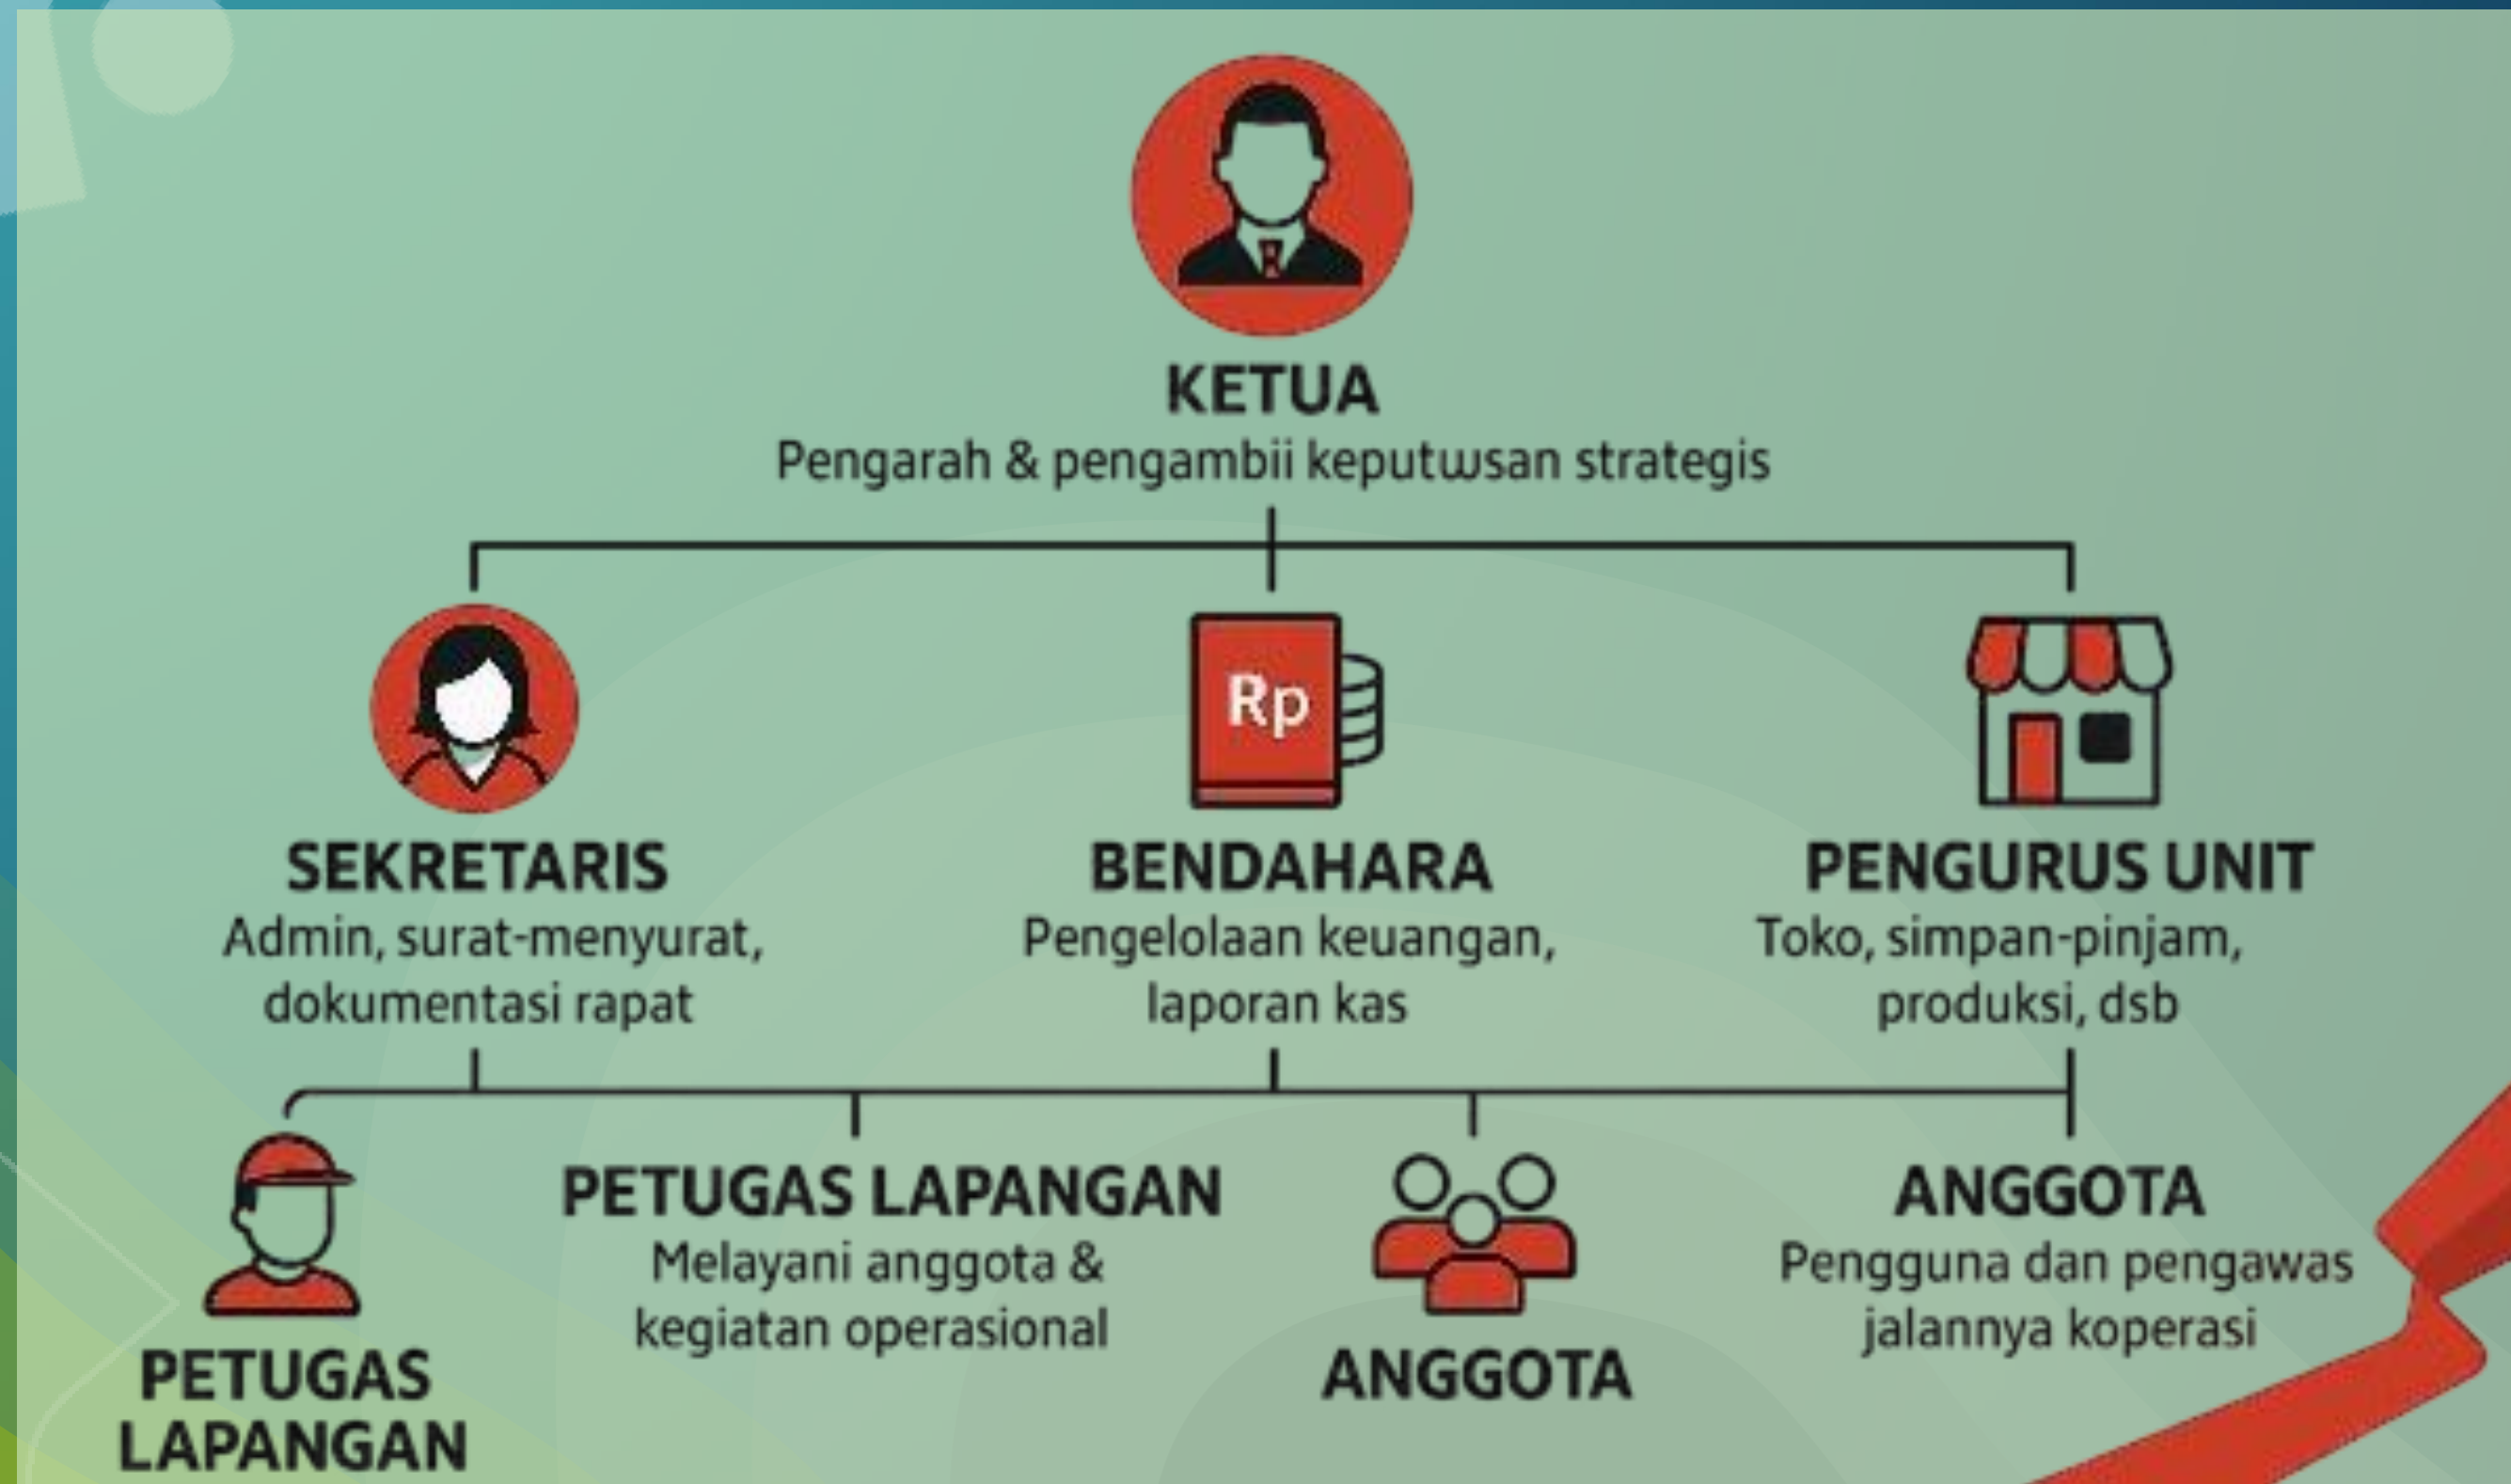 KETUA
Pengarah & pengambii keputwsan strategis
Rp
SEKRETARIS
Admin, surat-menyurat,
dokumentasi rapat
BENDAHARA
Pengelolaan keuangan,
laporan kas
PENGURUS UNIT
Toko, simpan-pinjam,
produksi, dsb
PETUGAS
LAPANGAN
PETUGAS LAPANGAN
Melayani anggota &
kegiatan operasional
ANGGOTA
ANGGOTA
Pengguna dan pengawas
jalannya koperasi